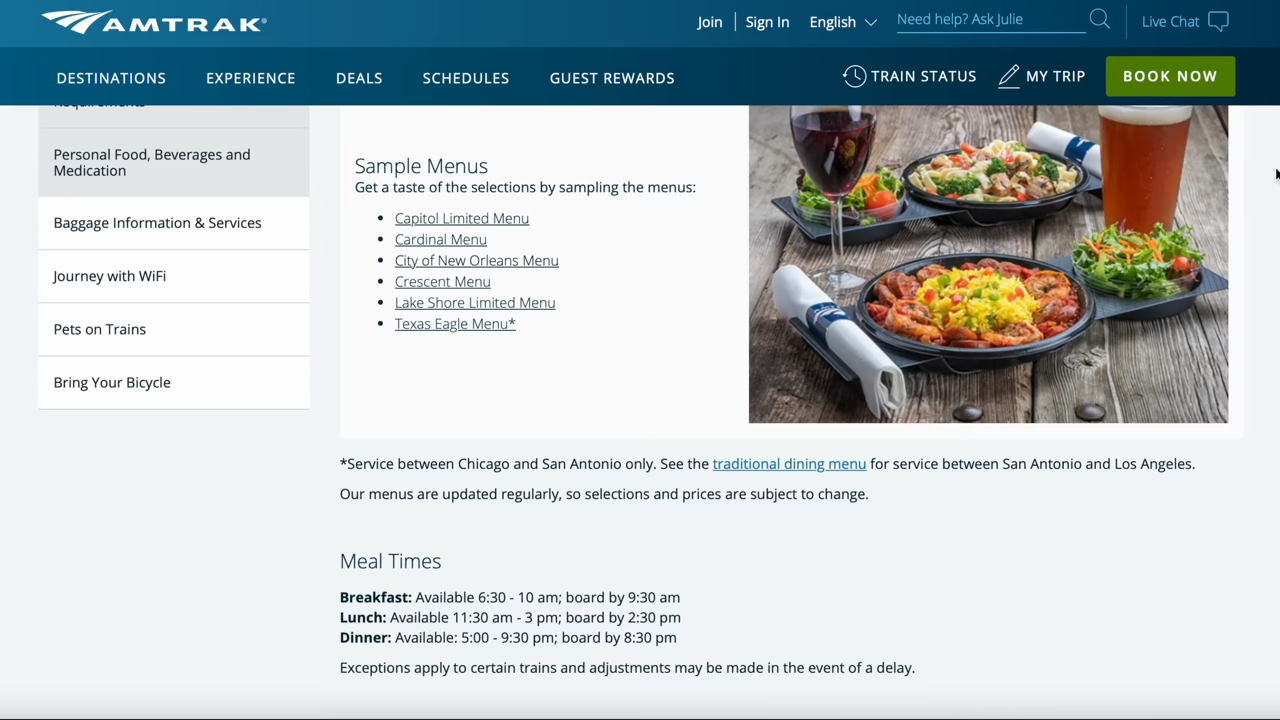 AMTRAK
Join
Sign In
English
Need help? Ask Julie
Live Chat
DESTINATIONS
EXPERIENCE
DEALS
SCHEDULES
GUEST REWARDS
TRAIN STATUS
MY TRIP
BOOK NOW
Requirements
Personal Food, Beverages and
Medication
Baggage Information & Services
Journey with WiFi
Pets on Trains
Bring Your Bicycle
Sample Menus
Get a taste of the selections by sampling the menus:
Capitol Limited Menu
Cardinal Menu
City of New Orleans Menu
Crescent Menu
Lake Shore Limited Menu
Texas Eagle Menu*
*Service between Chicago and San Antonio only. See the traditional dining menu for service between San Antonio and Los Angeles.
Our menus are updated regularly, so selections and prices are subject to change.
Meal Times
Breakfast: Available 6:30 - 10 am; board by 9:30 am
Lunch: Available 11:30 am - 3 pm; board by 2:30 pm
Dinner: Available: 5:00 - 9:30 pm; board by 8:30 pm
Exceptions apply to certain trains and adjustments may be made in the event of a delay.